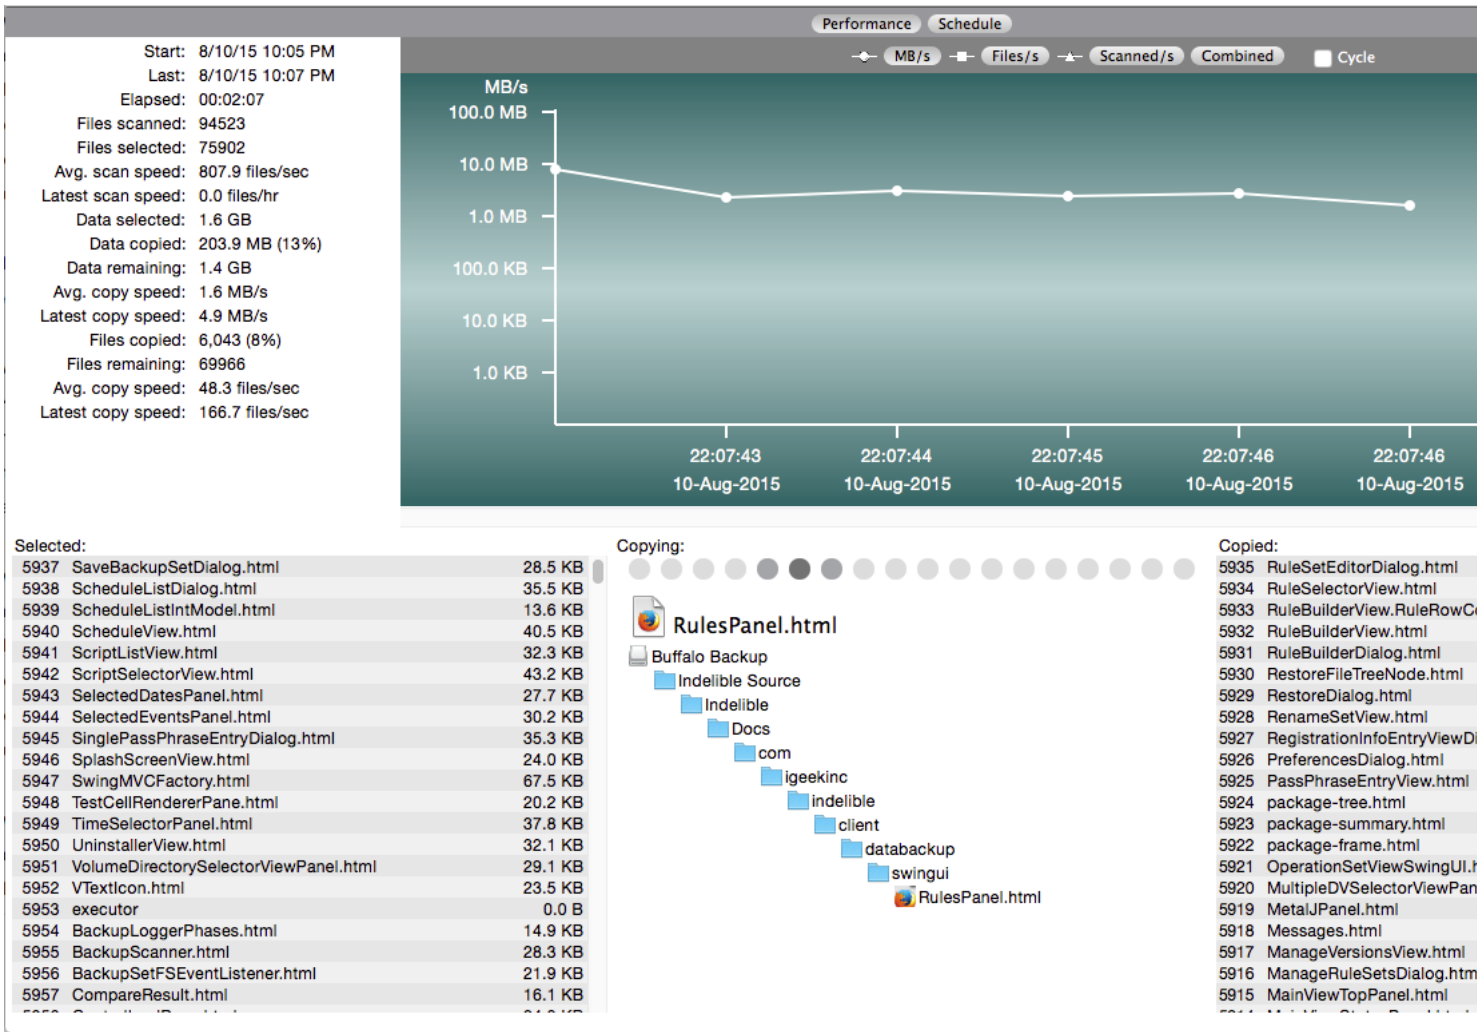 Performance Schedule
MB/s Files/s Scanned/s Combined Cycle
Start: 8/10/15 10:05 PM
Last: 8/10/15 10:07 PM
Elapsed: 00:02:07
Files scanned: 94523
Files selected: 75902
Avg. scan speed: 807.9 files/sec
Latest scan speed: 0.0 files/hr
Data selected: 1.6 GB
Data copied: 203.9 MB (13%)
Data remaining: 1.4 GB
Avg. copy speed: 1.6 MB/s
Latest copy speed: 4.9 MB/s
Files copied: 6,043 (8%)
Files remaining: 69966
Avg. copy speed: 48.3 files/sec
Latest copy speed: 166.7 files/sec
MB/s
100.0 MB
10.0 MB
1.0 MB
100.0 KB
10.0 KB
1.0 KB
22:07:43 22:07:44 22:07:45 22:07:46 22:07:46
10-Aug-2015 10-Aug-2015 10-Aug-2015 10-Aug-2015 10-Aug-2015
Selected:
5937 SaveBackupSetDialog.html 28.5 KB
5938 ScheduleListDialog.html 35.5 KB
5939 ScheduleListIntModel.html 13.6 KB
5940 ScheduleView.html 40.5 KB
5941 ScriptListView.html 32.3 KB
5942 ScriptSelectorView.html 43.2 KB
5943 SelectedDatesPanel.html 27.7 KB
5944 SelectedEventsPanel.html 30.2 KB
5945 SinglePassPhraseEntryDialog.html 35.3 KB
5946 SplashScreenView.html 24.0 KB
5947 SwingMVCFactory.html 67.5 KB
5948 TestCellRendererPane.html 20.2 KB
5949 TimeSelectorPanel.html 37.8 KB
5950 UninstallerView.html 32.1 KB
5951 VolumeDirectorySelectorViewPanel.html 29.1 KB
5952 VTextIcon.html 23.5 KB
5953 executor 0.0 B
5954 BackupLoggerPhases.html 14.9 KB
5955 BackupScanner.html 28.3 KB
5956 BackupSetFSEventListener.html 21.9 KB
5957 CompareResult.html 16.1 KB
Copying:
RulesPanel.html
Buffalo Backup
Indelible Source
Indelible
Docs
com
igeekinc
indelible
client
databackup
swingui
RulesPanel.html
Copied:
5935 RuleSetEditorDialog.html
5934 RuleSelectorView.html
5933 RuleBuilderView.RuleRowCo
5932 RuleBuilderView.html
5931 RuleBuilderDialog.html
5930 RestoreFileTreeNode.html
5929 RestoreDialog.html
5928 RenameSetView.html
5927 RegistrationInfoEntryViewDi
5926 PreferencesDialog.html
5925 PassPhraseEntryView.html
5924 package-tree.html
5923 package-summary.html
5922 package-frame.html
5921 OperationSetViewSwingUI.h
5920 MultipleDVSelectorViewPan
5919 MetalJPanel.html
5918 Messages.html
5917 ManageVersionsView.html
5916 ManageRuleSetsDialog.htm
5915 MainViewTopPanel.html